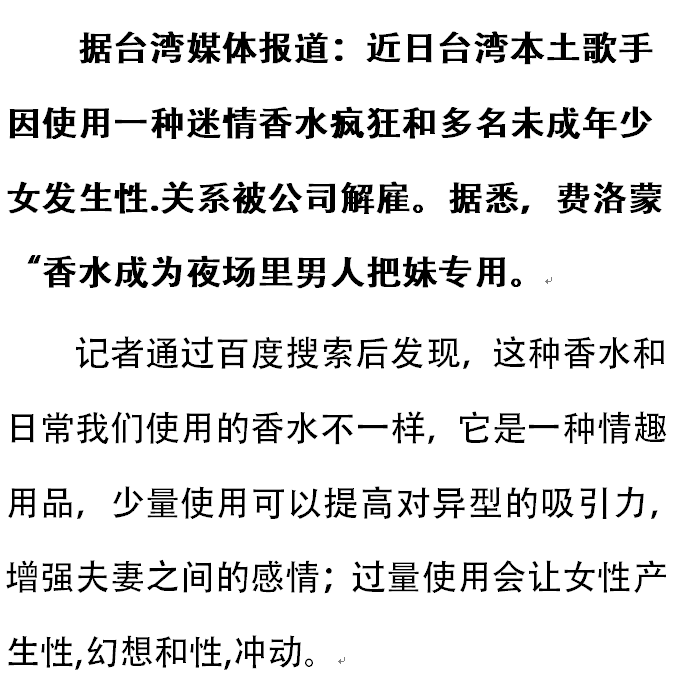 据台湾媒体报道：近日台湾本土歌手
因使用一种迷情香水疯狂和多名未成年少
女发生性.关系被公司解雇。据悉，费洛蒙
“香水成为夜场里男人把妹专用。
记者通过百度搜索后发现，这种香水和
日常我们使用的香水不一样，它是一种情趣
用品，少量使用可以提高对异型的吸引力，
增强夫妻之间的感情；过量使用会让女性产
生性,幻想和性,冲动。